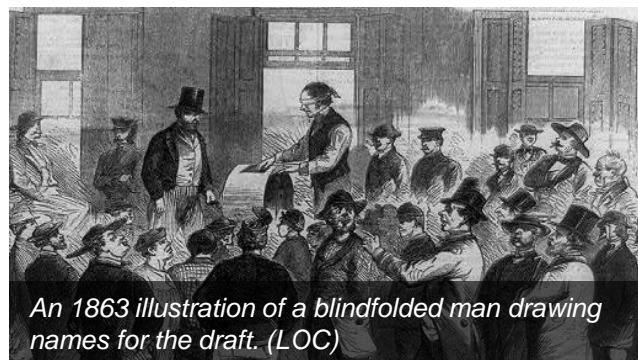 An 1863 illustration of a blindfolded man drawing
names for the draft. (LOC)